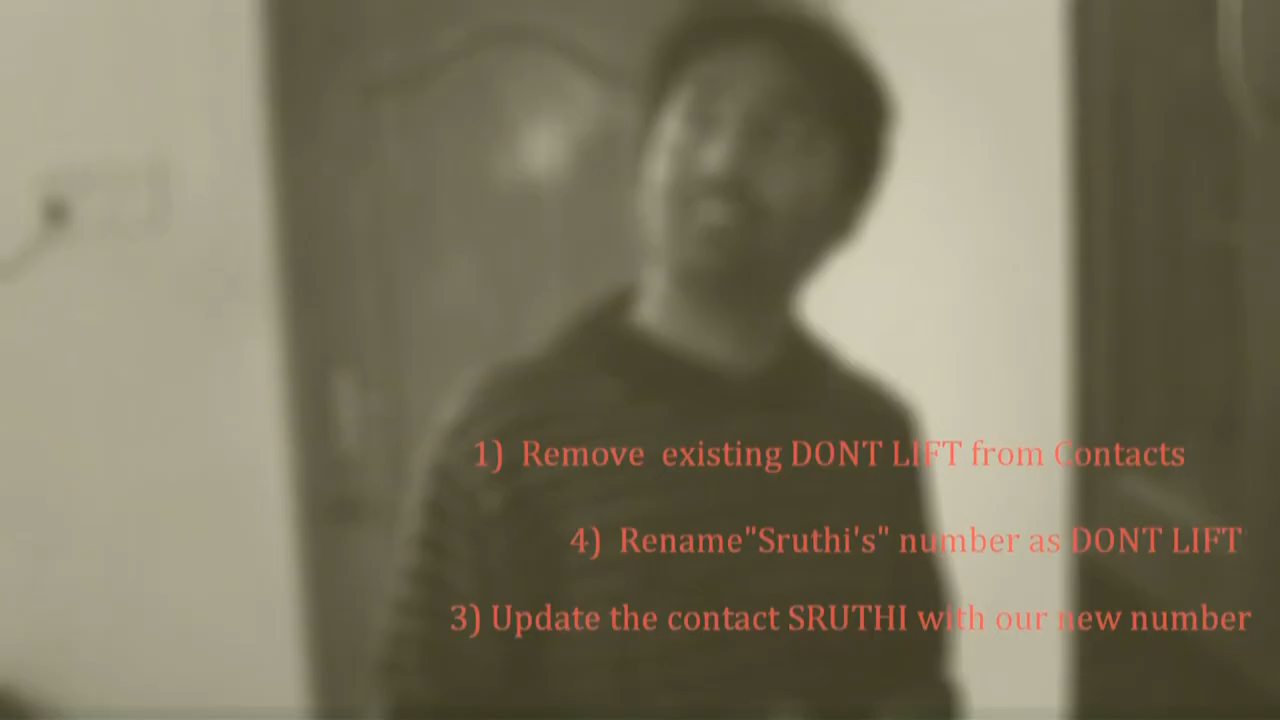 1) Remove existing DONT LIFT from Contacts
4) Rename"Sruthi's" number as DONT LIFT
3) Update the contact SRUTHI with our new number